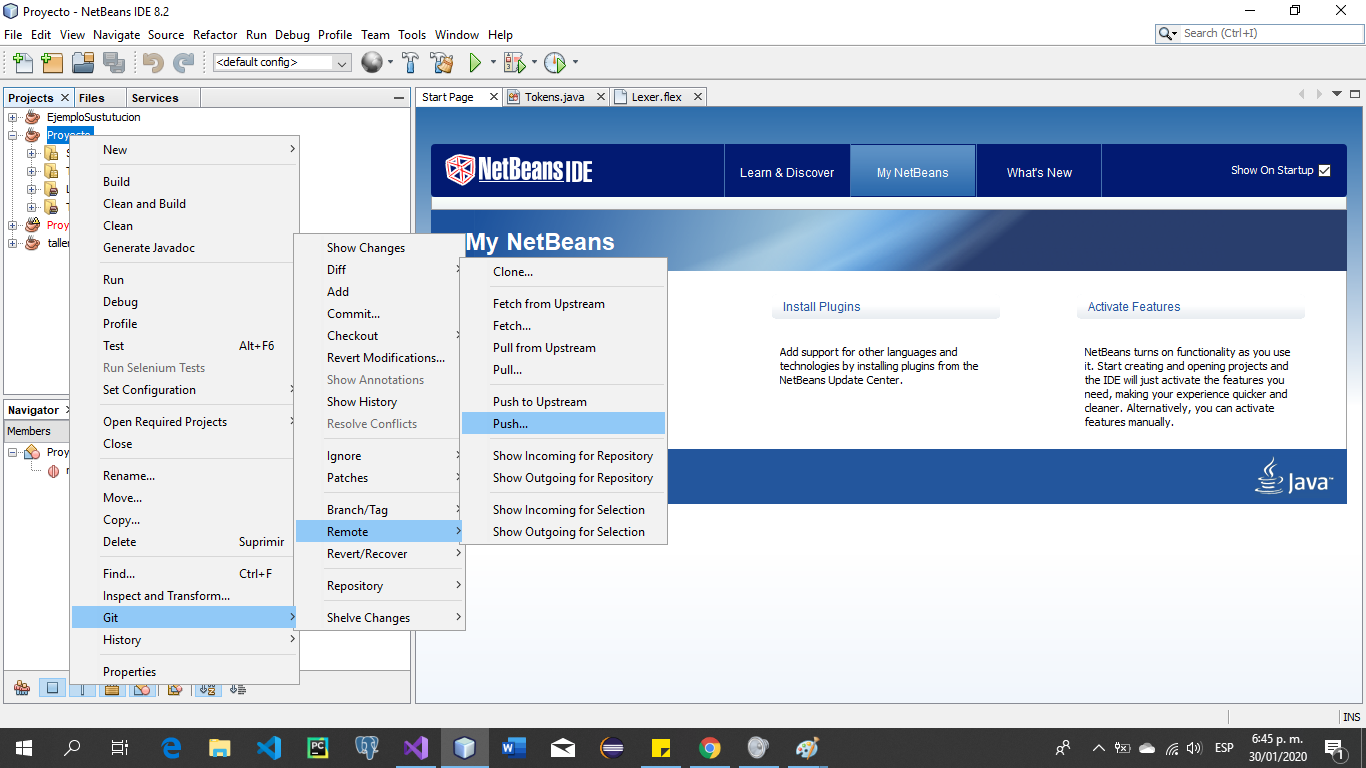 Proyecto - NetBeans IDE 8.2
File Edit View Navigate Source Refactor Run Debug Profile Team Tools Window Help
Search (Ctrl+I)
<default config>
Projects
Files
Services
EjemploSustutucion
Proyecto
Proy
taller
Navigator
Members
Proy
New
Build
Clean and Build
Clean
Generate Javadoc
Run
Debug
Profile
Test Alt+F6
Run Selenium Tests
Set Configuration
Open Required Projects
Close
Rename...
Move...
Copy...
Delete Suprimir
Find... Ctrl+F
Inspect and Transform...
Git
History
Properties
Show Changes
Diff
Add
Commit...
Checkout
Revert Modifications...
Show Annotations
Show History
Resolve Conflicts
Ignore
Patches
Branch/Tag
Remote
Revert/Recover
Repository
Shelve Changes
Clone...
Fetch from Upstream
Fetch...
Pull from Upstream
Pull...
Push to Upstream
Push...
Show Incoming for Repository
Show Outgoing for Repository
Show Incoming for Selection
Show Outgoing for Selection
Start Page
Tokens.java
Lexer.flex
NetBeans IDE
Learn & Discover
My NetBeans
What's New
Show On Startup
My NetBeans
Install Plugins
Add support for other languages and
technologies by installing plugins from the
NetBeans Update Center.
Activate Features
NetBeans turns on functionality as you use
it. Start creating and opening projects and
the IDE will just activate the features you
need, making your experience quicker and
cleaner. Alternatively, you can activate
features manually.
Java™
INS
PC
W
ESP
6:45 p. m.
30/01/2020
1